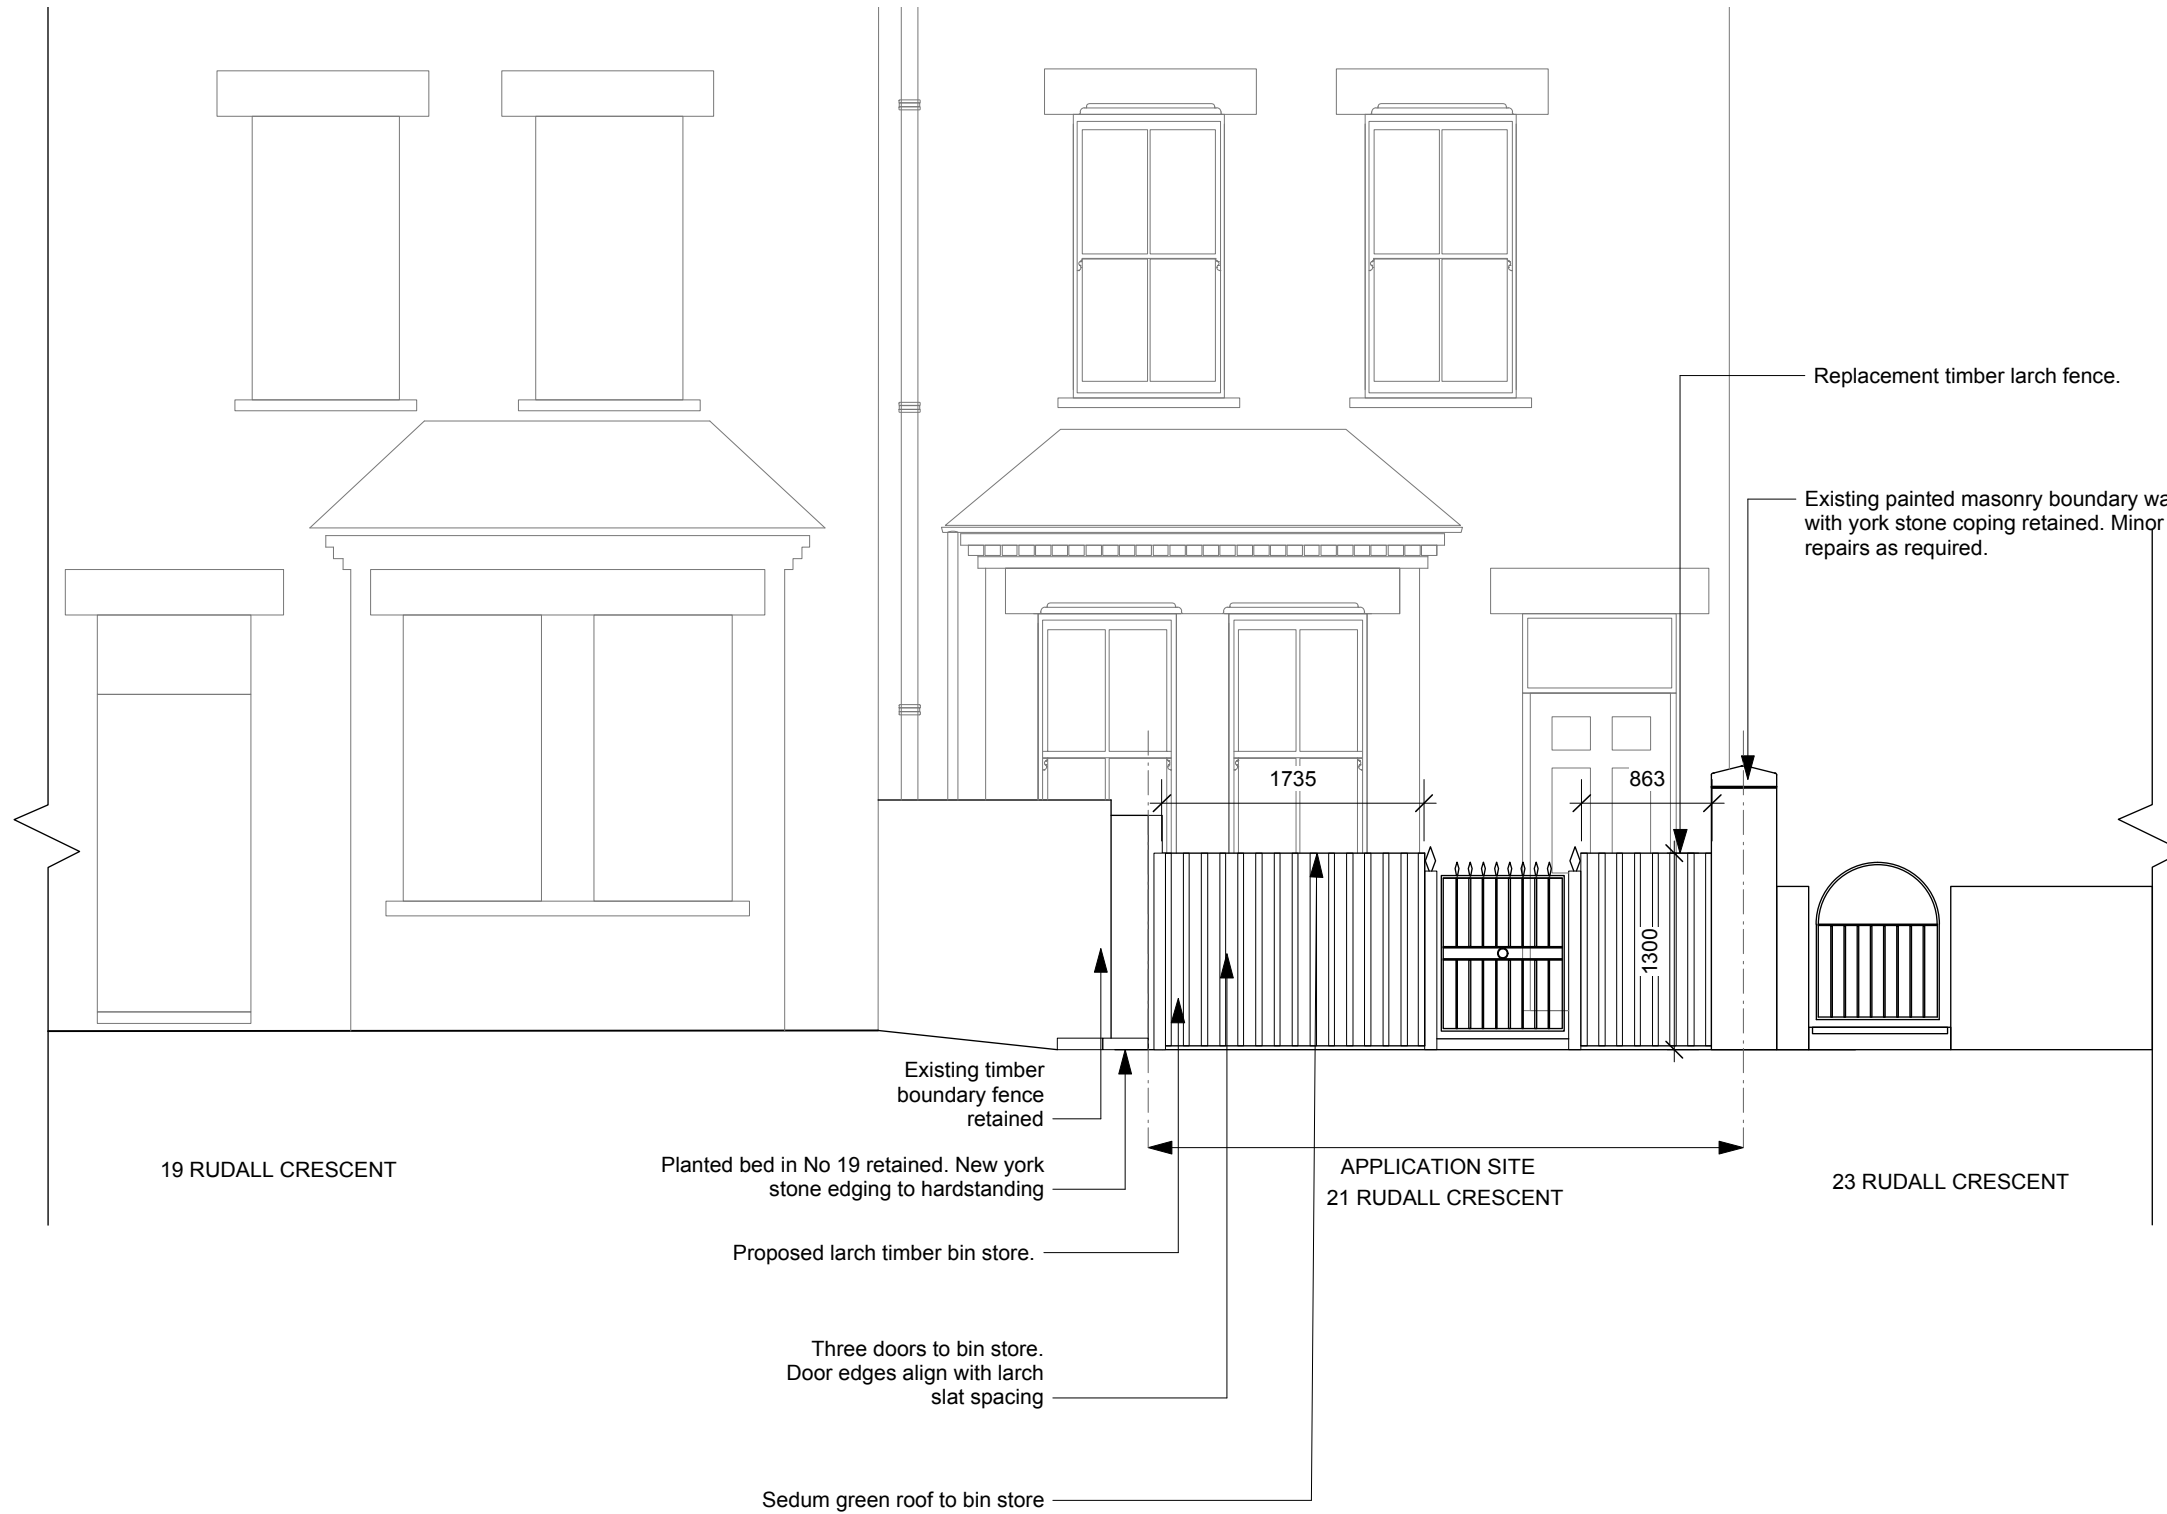 Replacement timber larch fence.
Existing painted masonry boundary wa
with york stone coping retained. Minor
repairs as required.
1735
863
1300
Existing timber
boundary fence
retained
19 RUDALL CRESCENT
Planted bed in No 19 retained. New york
stone edging to hardstanding
APPLICATION SITE
21 RUDALL CRESCENT
23 RUDALL CRESCENT
Proposed larch timber bin store.
Three doors to bin store.
Door edges align with larch
slat spacing
Sedum green roof to bin store